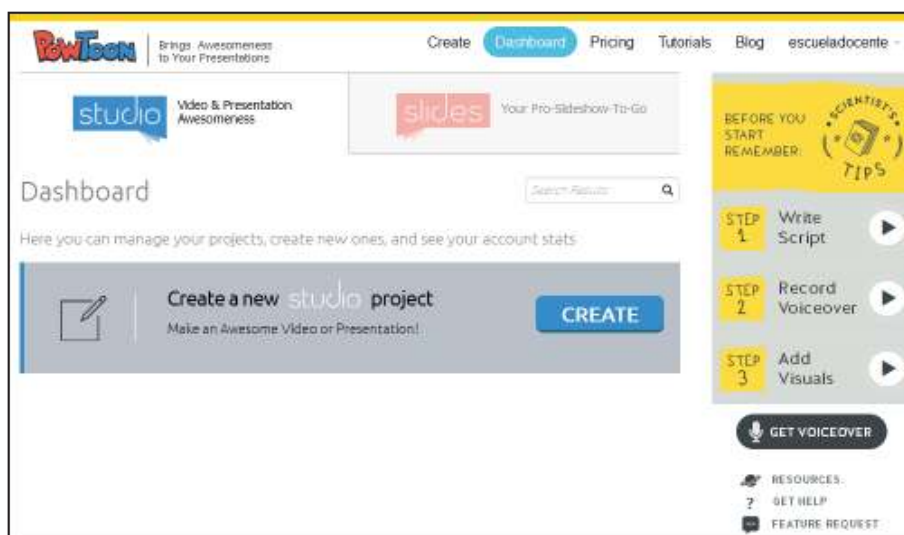 PowToon
Brings Awesomeness
to Your Presentations
Create Dashboard Pricing Tutorials Blog escueladocente
studio Video & Presentation
Awesomeness
slides Your Pro-Slideshow-To-Go
Dashboard
Search Results
Here you can manage your projects, create new ones, and see your account stats
Create a new studio project
Make an Awesome Video or Presentation!
CREATE
BEFORE YOU
START
REMEMBER:
SCIENTIST'S
TIPS
STEP
1
Write
Script
STEP
2
Record
Voiceover
STEP
3
Add
Visuals
GET VOICEOVER
RESOURCES
? GET HELP
FEATURE REQUEST